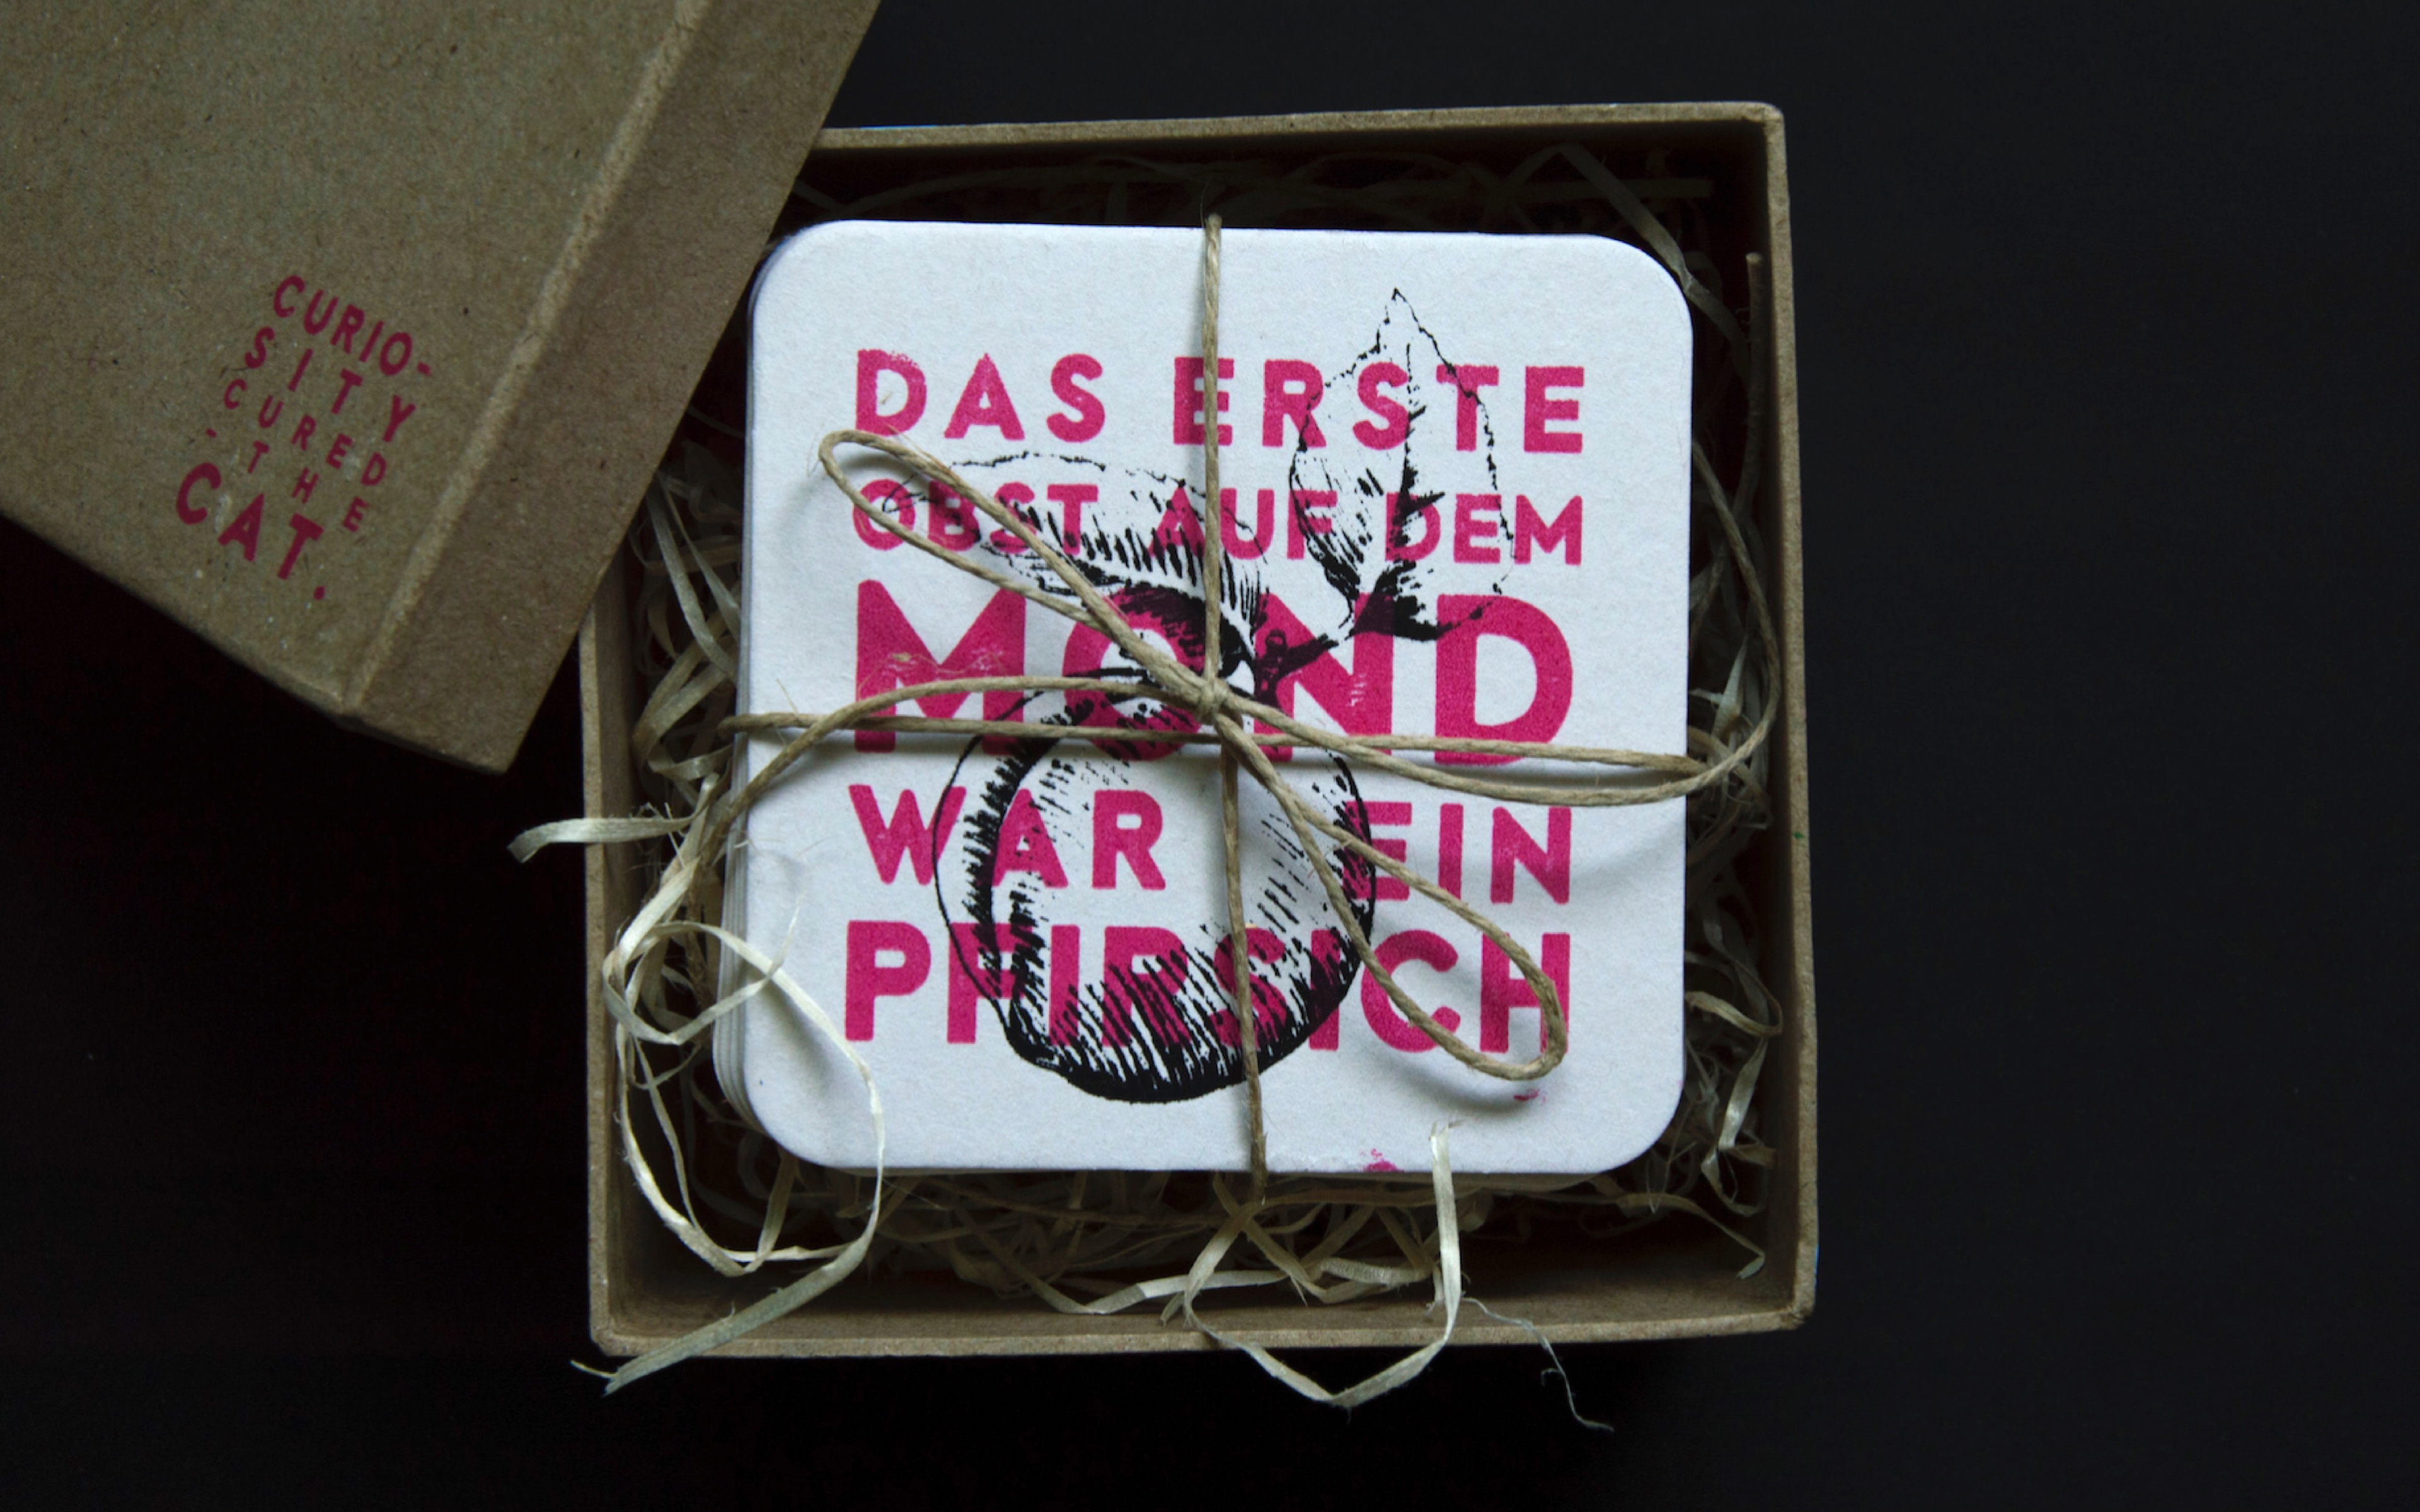 CURIO-
SITY
CURED
- THE
CAT.
DAS ERSTE
OBST AUF DEM
MOND
WAR EIN
PFIRSICH